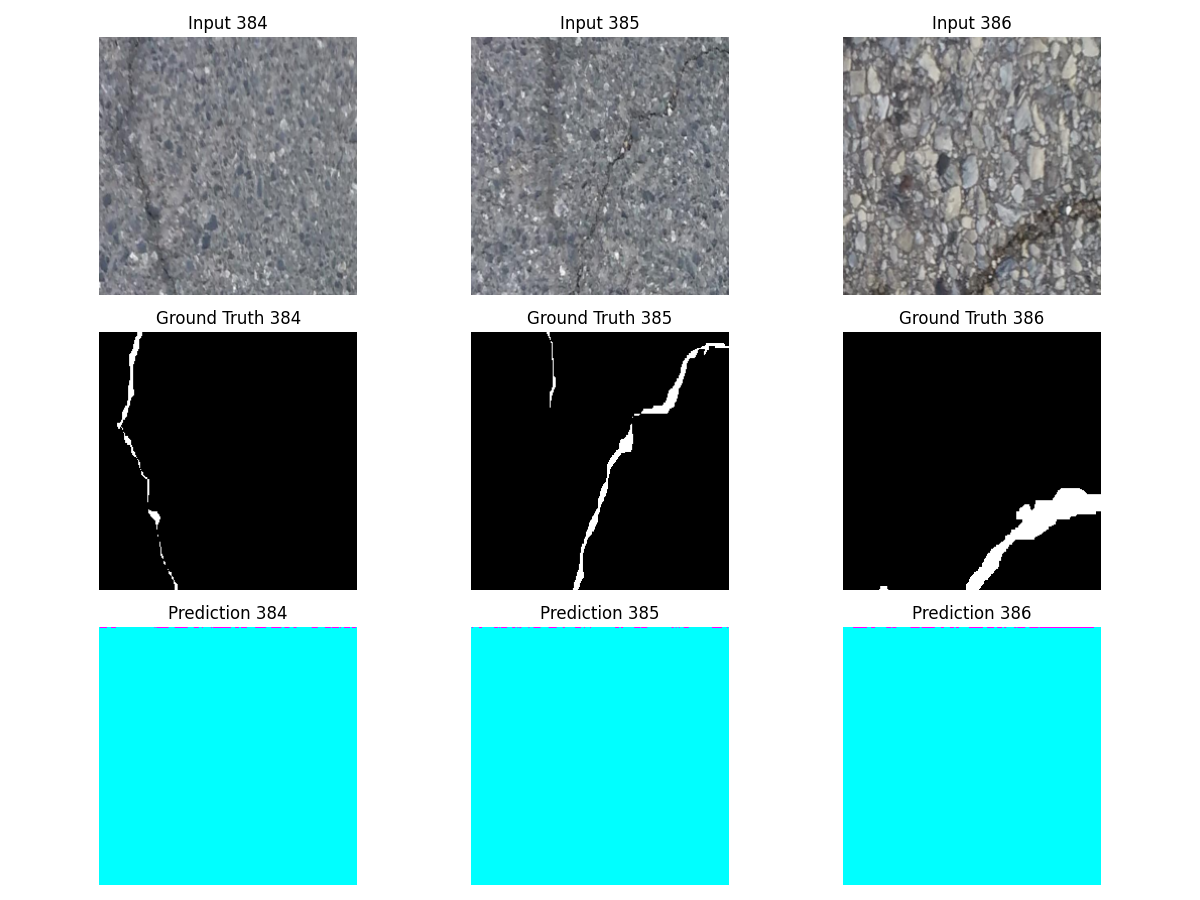 Input 384
Input 385
Input 386
Ground Truth 384
Ground Truth 385
Ground Truth 386
Prediction 384
Prediction 385
Prediction 386